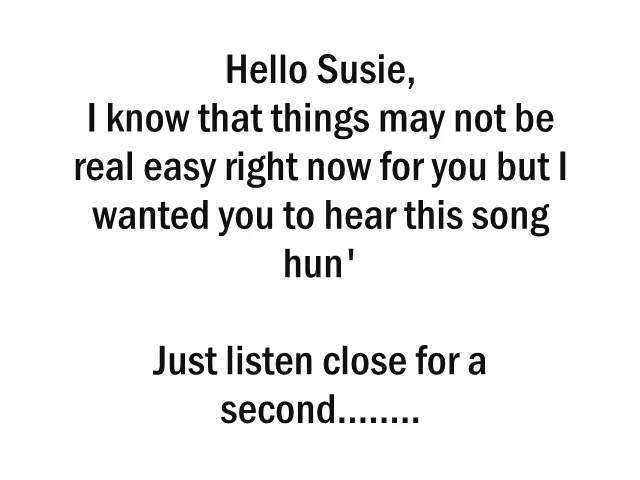 Hello Susie,
I know that things may not be
real easy right now for you but I
wanted you to hear this song
hun'
Just listen close for a
second........